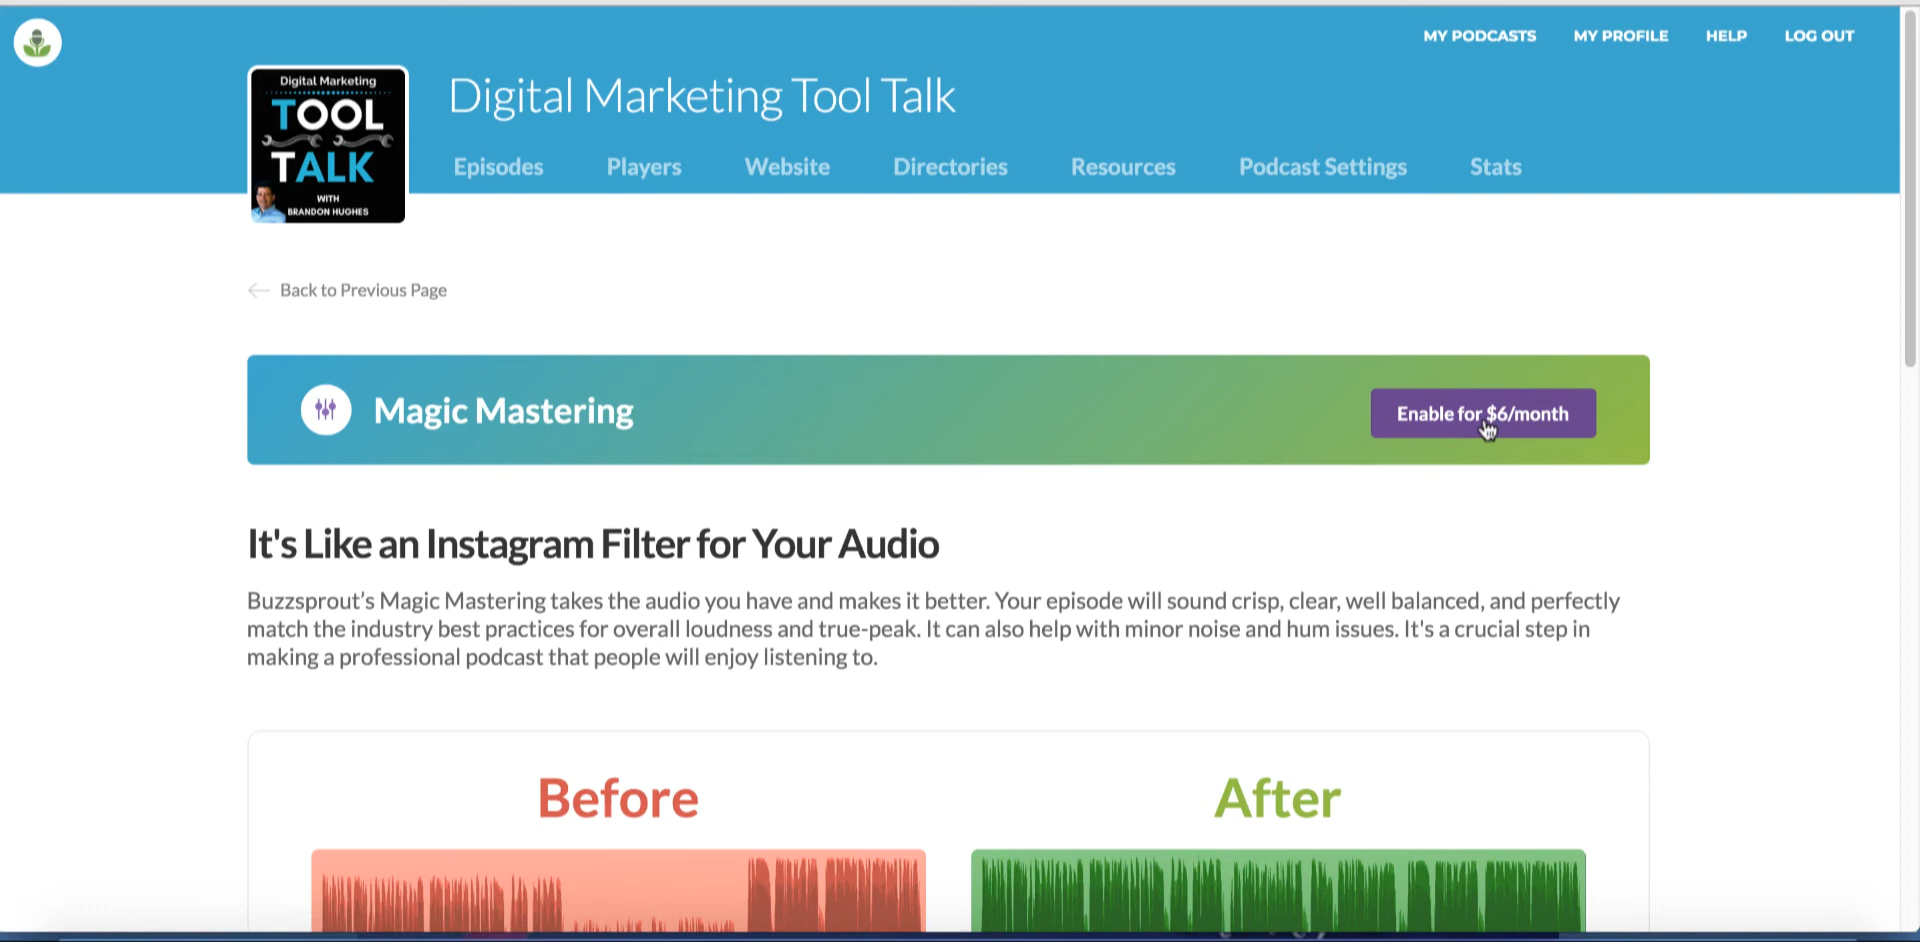 MY PODCASTS MY PROFILE HELP LOG OUT
Digital Marketing
TOOL
TALK
WITH
BRANDON HUGHES
Digital Marketing Tool Talk
Episodes Players Website Directories Resources Podcast Settings Stats
Back to Previous Page
Magic Mastering
Enable for $6/month
It's Like an Instagram Filter for Your Audio
Buzzsprout’s Magic Mastering takes the audio you have and makes it better. Your episode will sound crisp, clear, well balanced, and perfectly
match the industry best practices for overall loudness and true-peak. It can also help with minor noise and hum issues. It's a crucial step in
making a professional podcast that people will enjoy listening to.
Before After